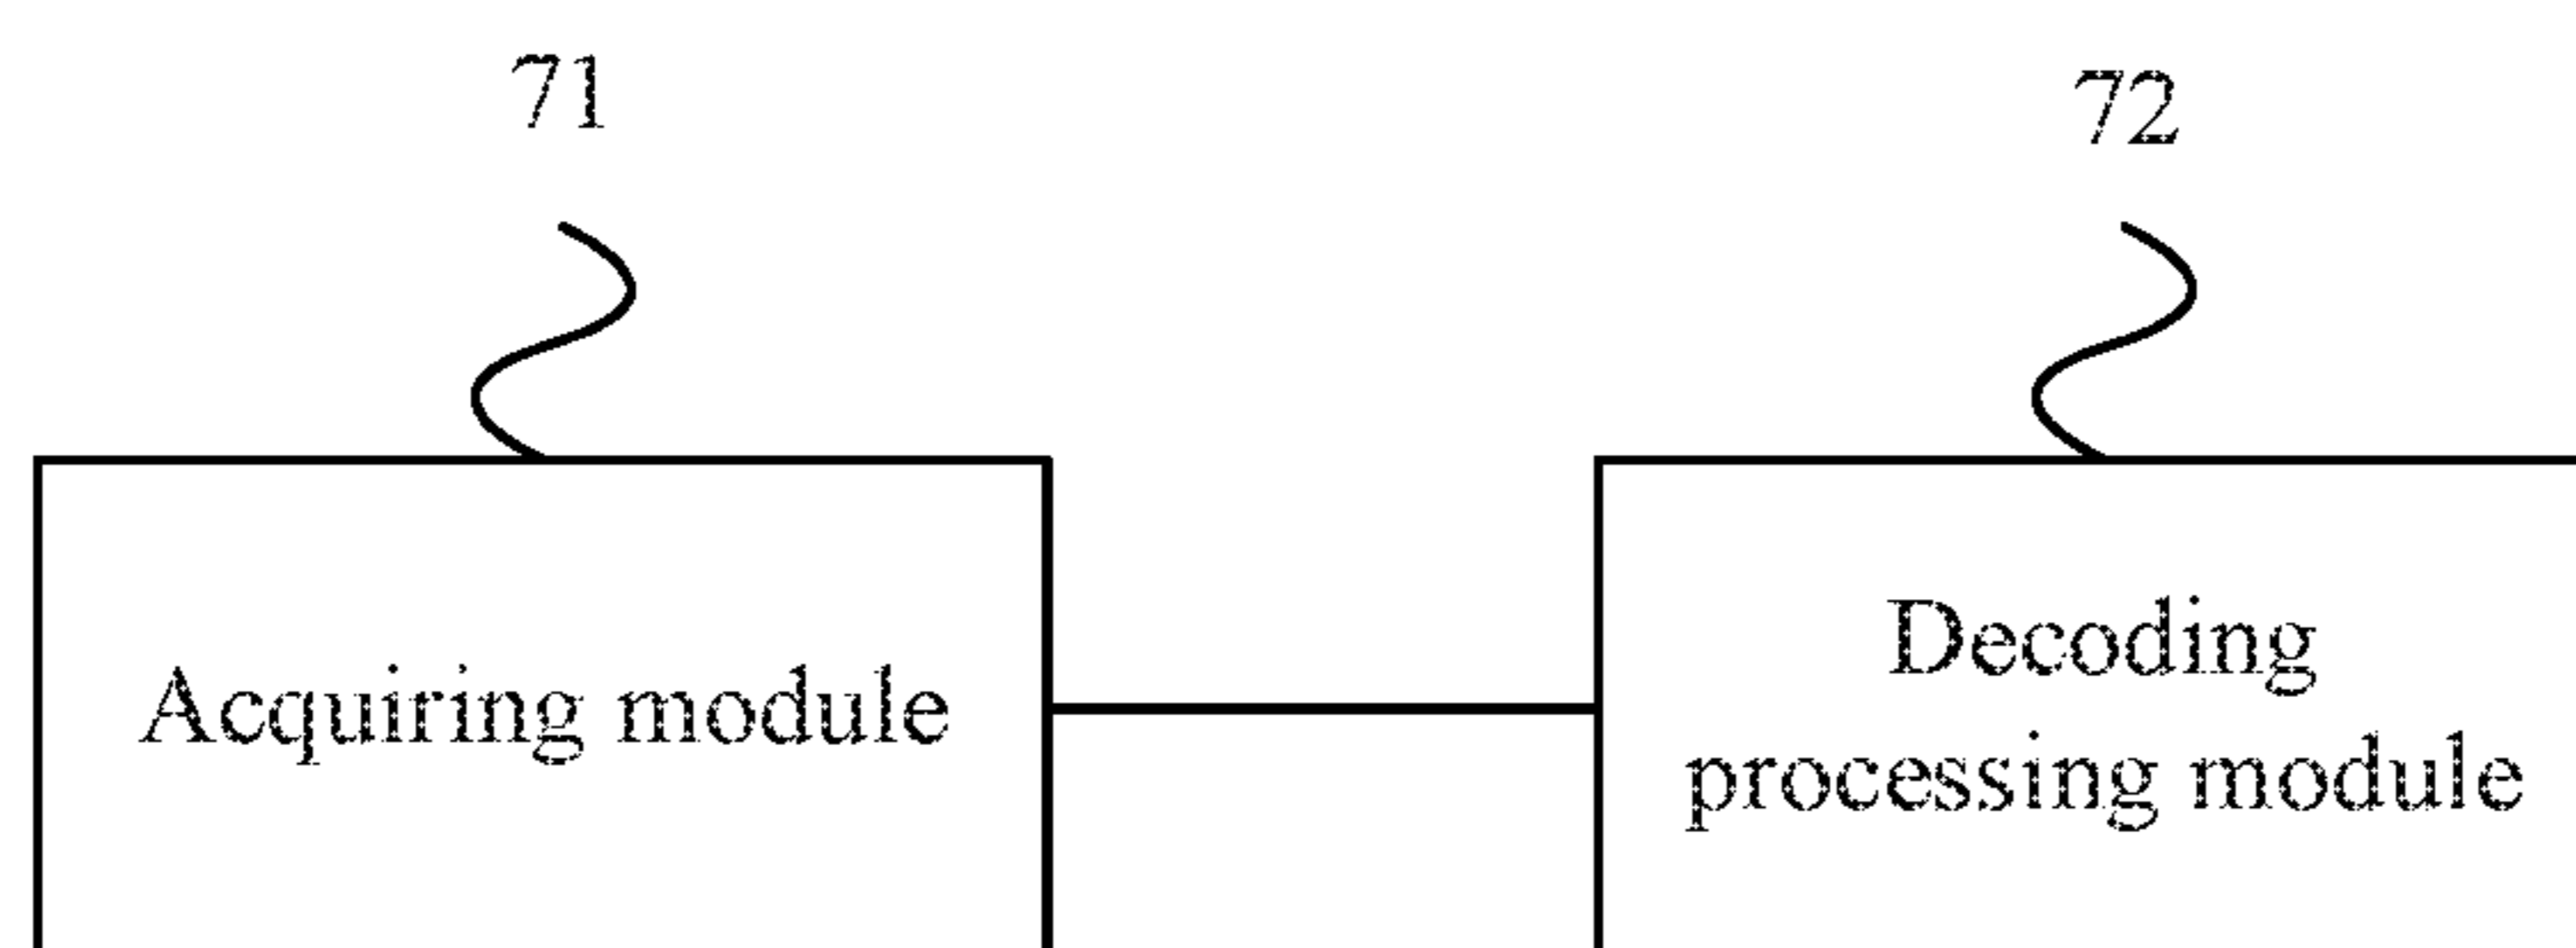 71
72
Acquiring module
Decoding
processing module